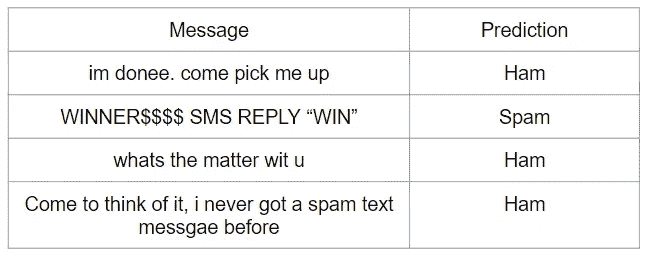 Message Prediction
im donee. come pick me up Ham
WINNER$$$$ SMS REPLY “WIN” Spam
whats the matter wit u Ham
Come to think of it, i never got a spam text Ham
messgae before